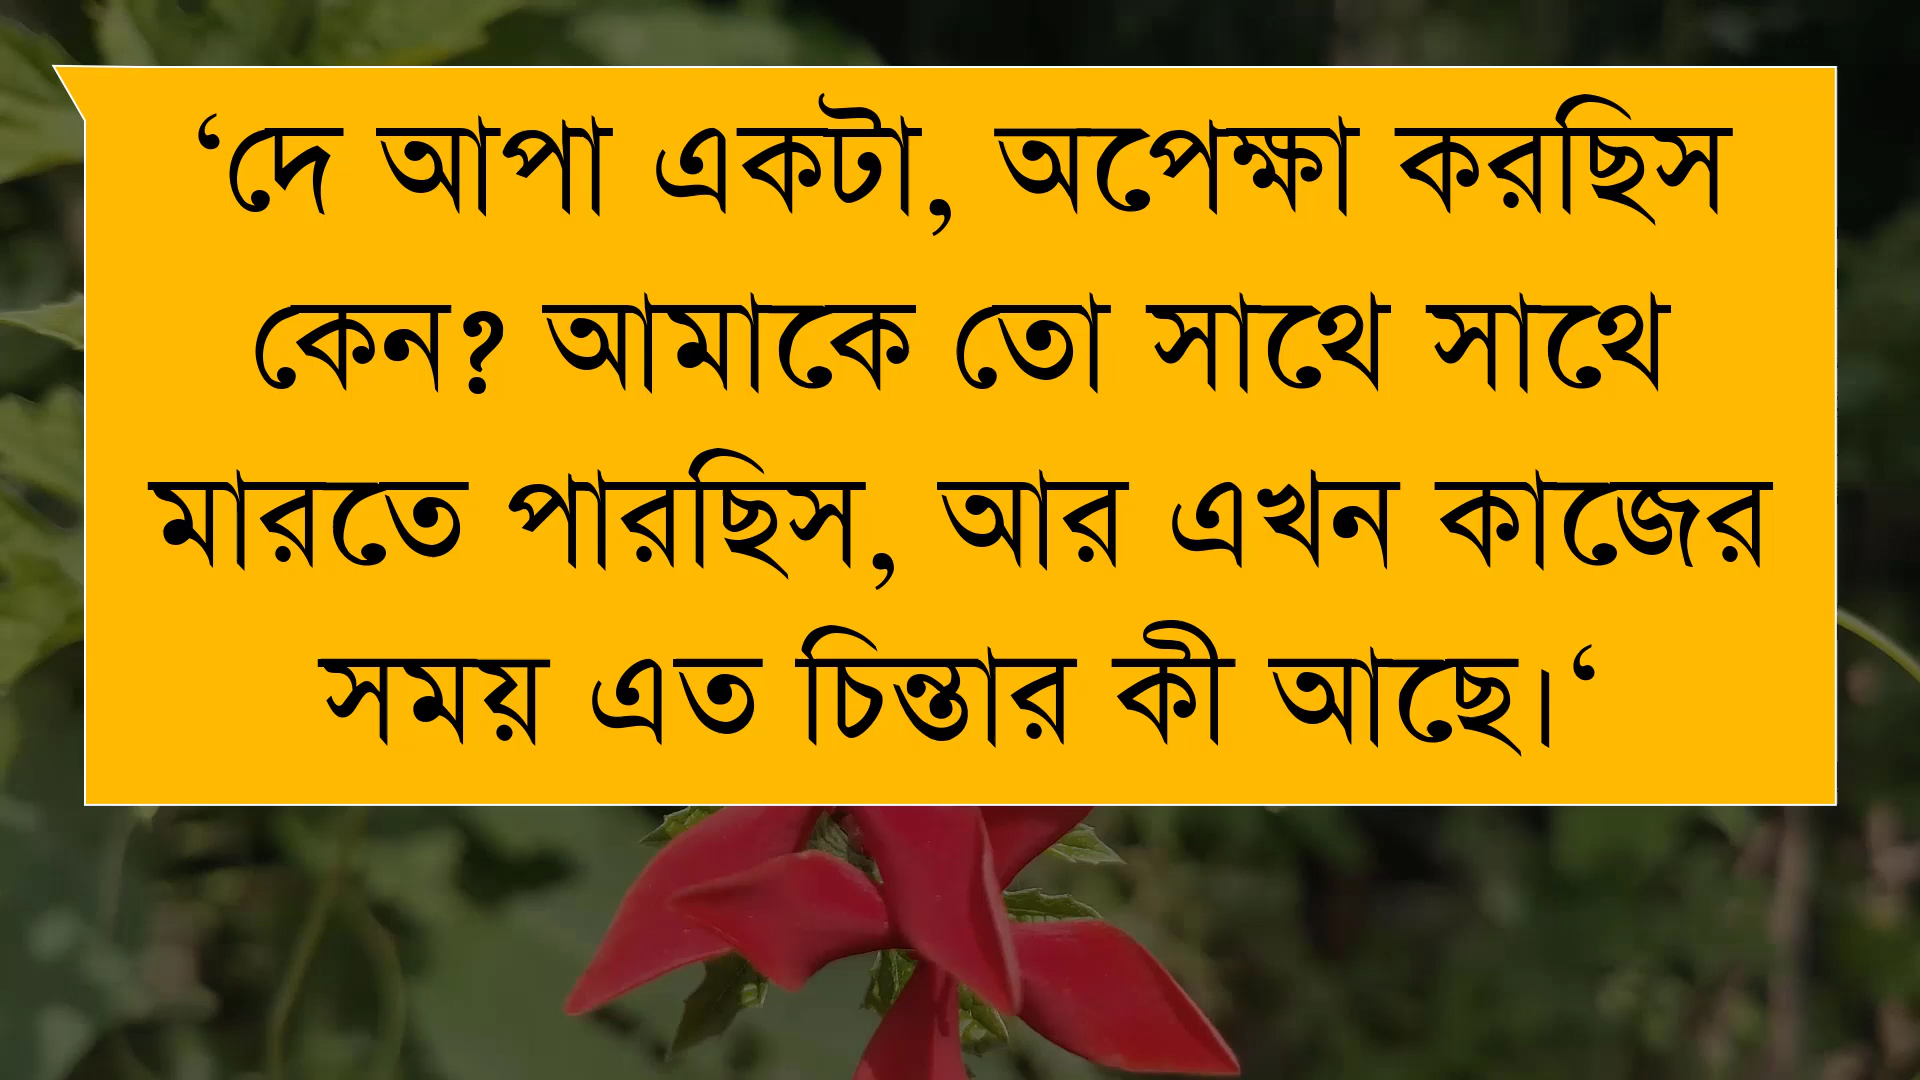 ‘দে আপা একটা, অপেক্ষা করছিস
কেন? আমাকে তো সাথে সাথে
মারতে পারছিস, আর এখন কাজের
সময় এত চিন্তার কী আছে।‘